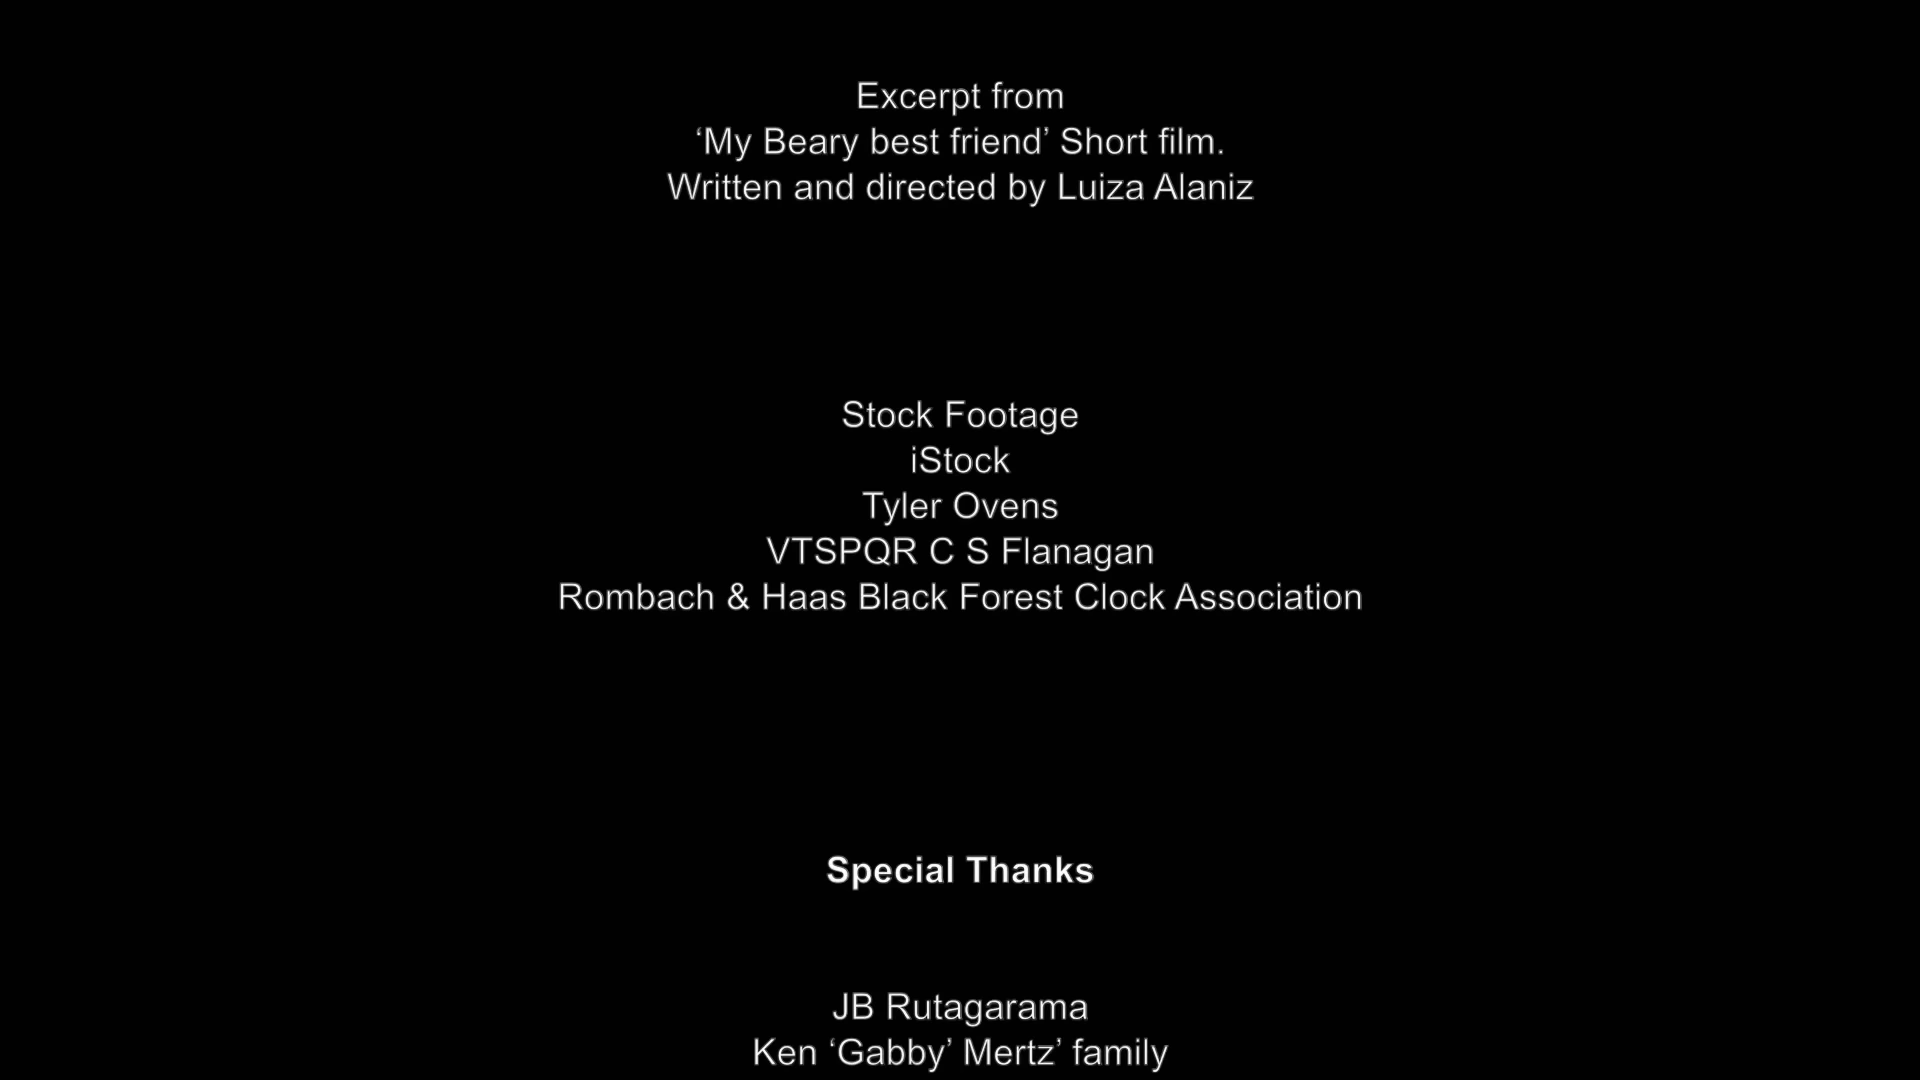 Excerpt from
‘My Beary best friend’ Short film.
Written and directed by Luiza Alaniz
Stock Footage
iStock
Tyler Ovens
VTSPQR C S Flanagan
Rombach & Haas Black Forest Clock Association
Special Thanks
JB Rutagarama
Ken ‘Gabby’ Mertz’ family